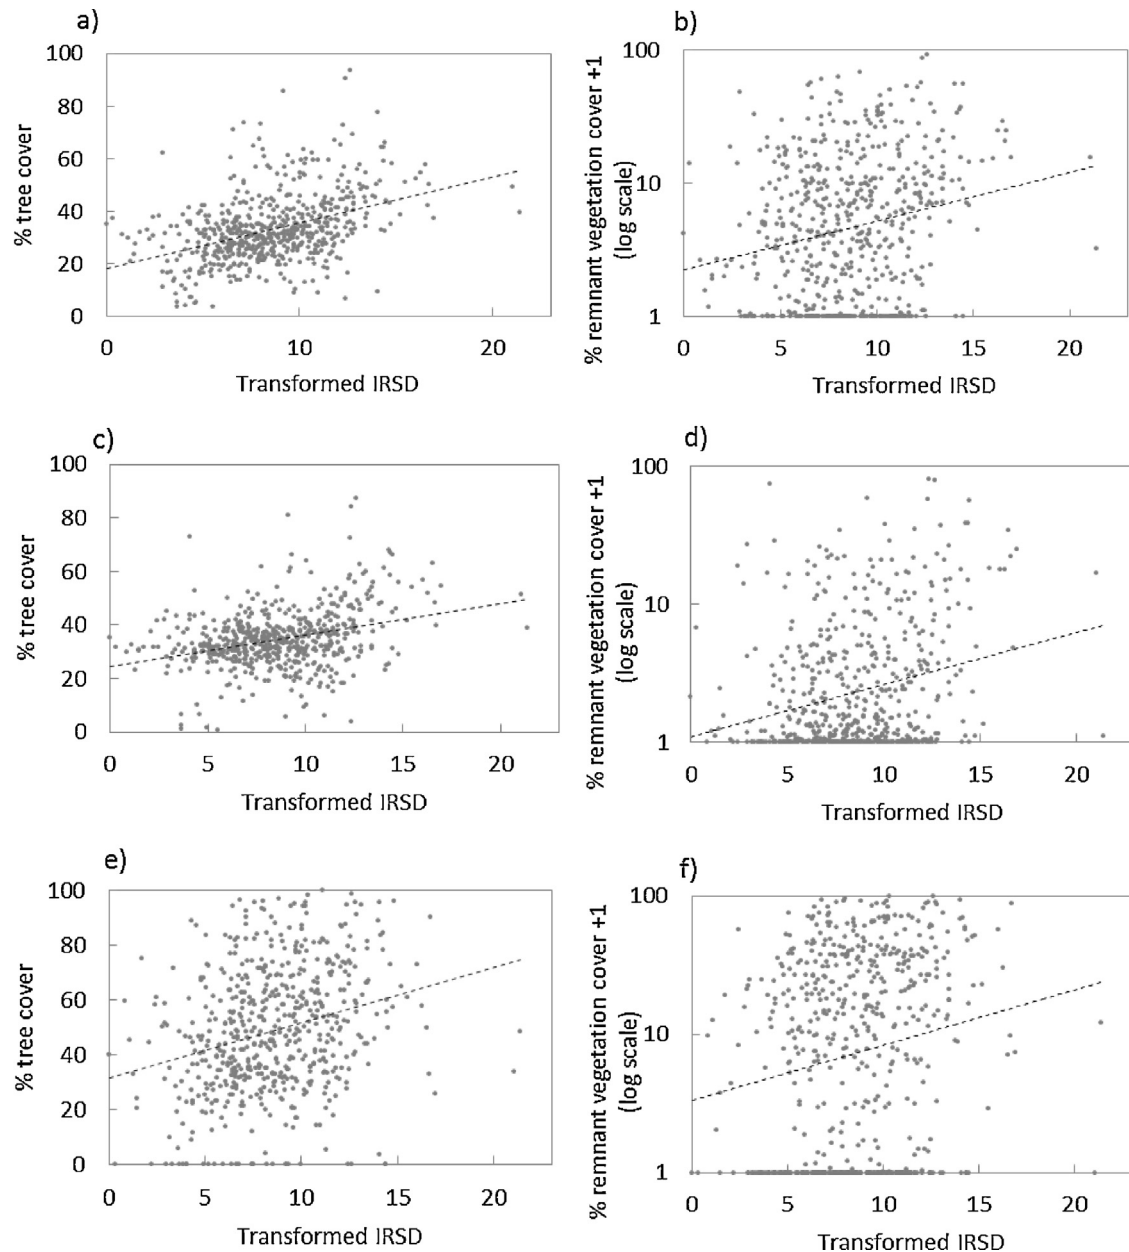 a)
% tree cover
100
80
60
40
20
0
0 10 20
Transformed IRSD
b)
% remnant vegetation cover +1
(log scale)
100
10
1
0 5 10 15 20
Transformed IRSD
c)
% tree cover
100
80
60
40
20
0
0 5 10 15 20
Transformed IRSD
d)
% remnant vegetation cover +1
(log scale)
100
10
1
0 5 10 15 20
Transformed IRSD
e)
% tree cover
100
80
60
40
20
0
0 5 10 15 20
Transformed IRSD
f)
% remnant vegetation cover +1
(log scale)
100
10
1
0 5 10 15 20
Transformed IRSD